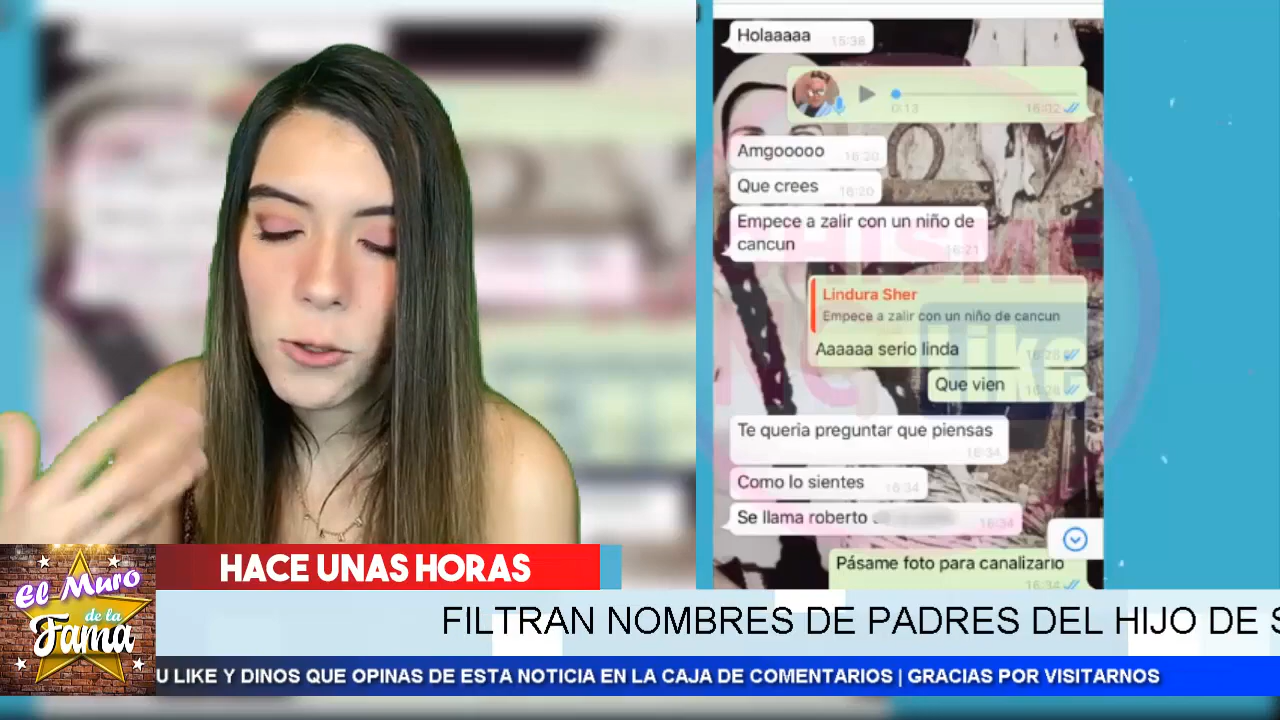 Holaaaaa 15:38
0:13 16:02
Amgooooo 16:20
Que crees 16:20
Empece a zalir con un niño de
cancun 16:21
Lindura Sher
Empece a zalir con un niño de cancun
Aaaaaa serio linda 16:28
Que vien 16:28
Te queria preguntar que piensas
16:34
Como lo sientes 16:34
Se llama roberto 16:34
Pásame foto para canalizarlo
16:34
CHISME
No Like
HACE UNAS HORAS
El Muro
de la
Fama
FILTRAN NOMBRES DE PADRES DEL HIJO DE S
U LIKE Y DINOS QUE OPINAS DE ESTA NOTICIA EN LA CAJA DE COMENTARIOS | GRACIAS POR VISITARNOS